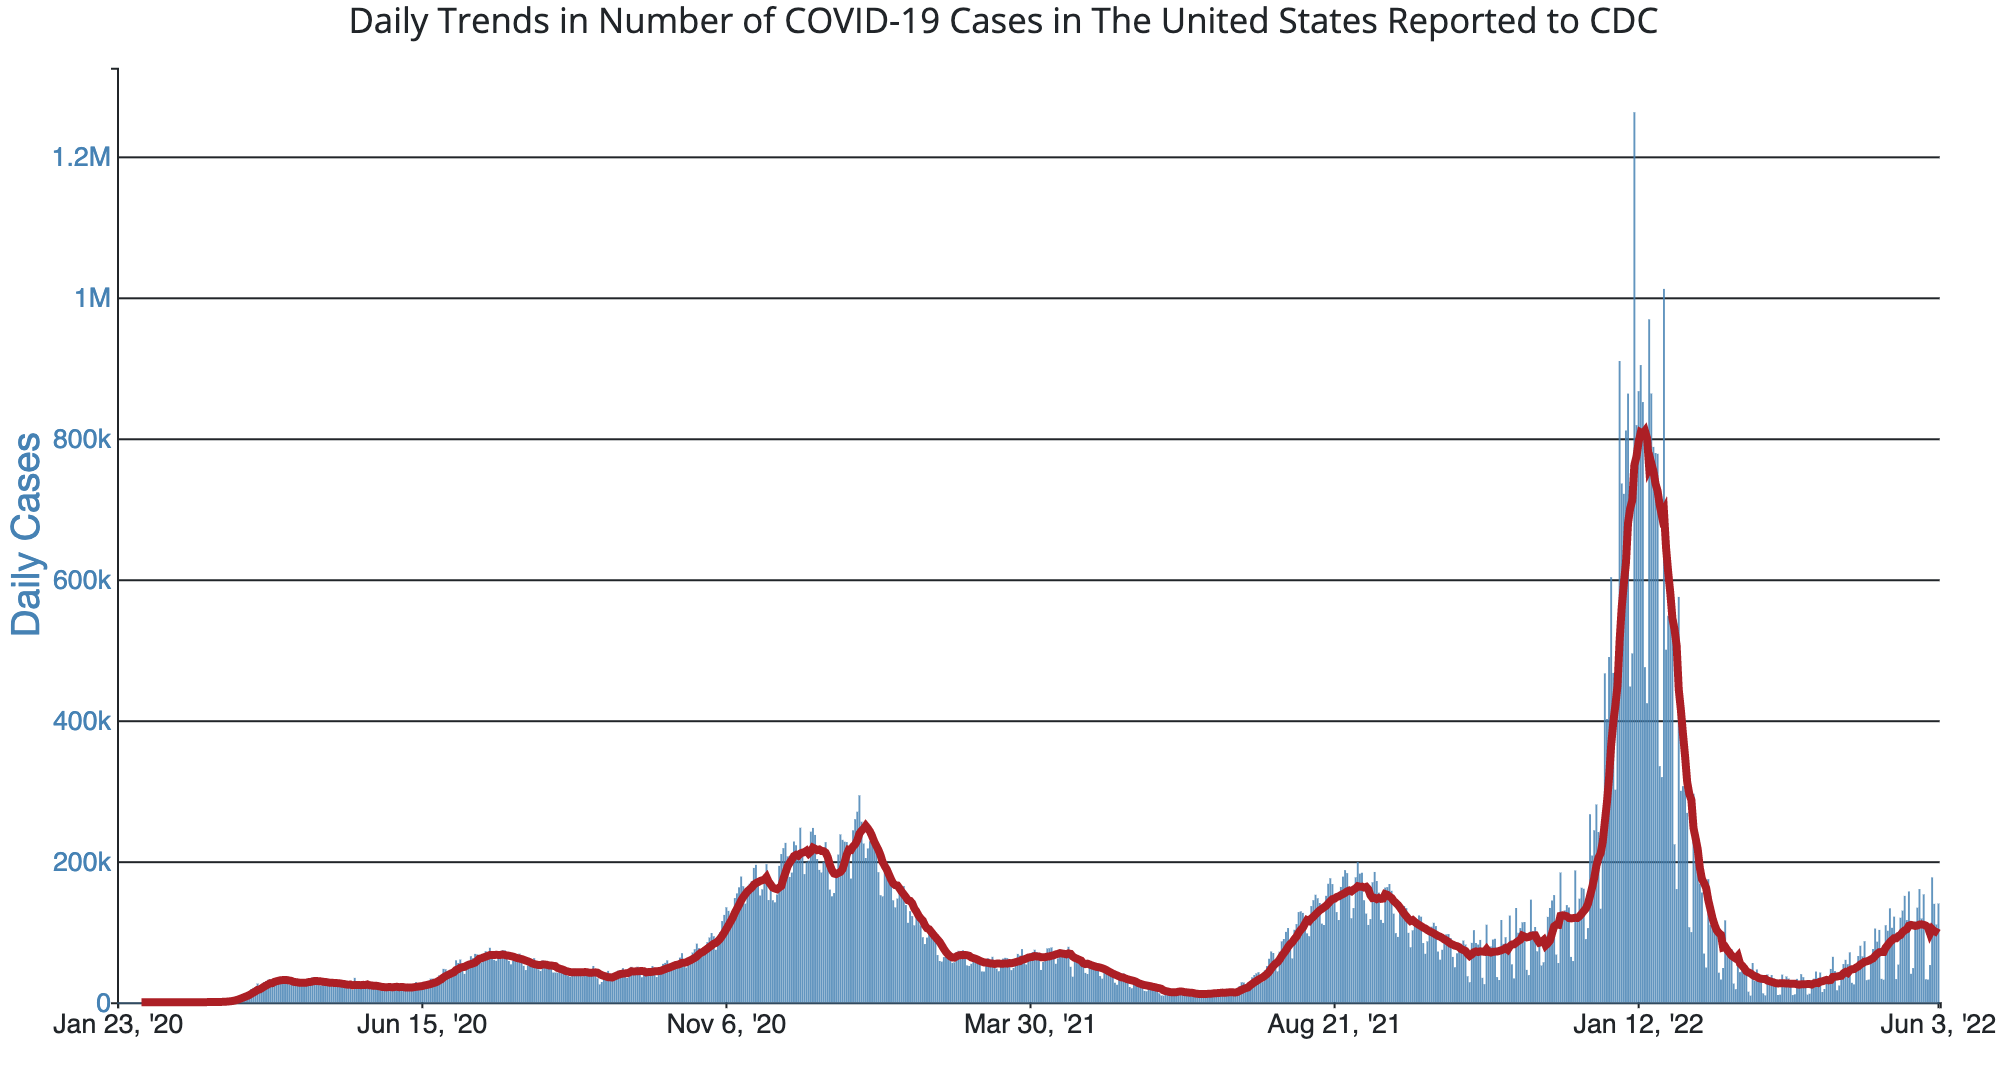 Daily Trends in Number of COVID-19 Cases in The United States Reported to CDC
1.2M
1M
800k
600k
400k
200k
0
Daily Cases
Jan 23, '20
Jun 15, '20
Nov 6, '20
Mar 30, '21
Aug 21, '21
Jan 12, '22
Jun 3, '22